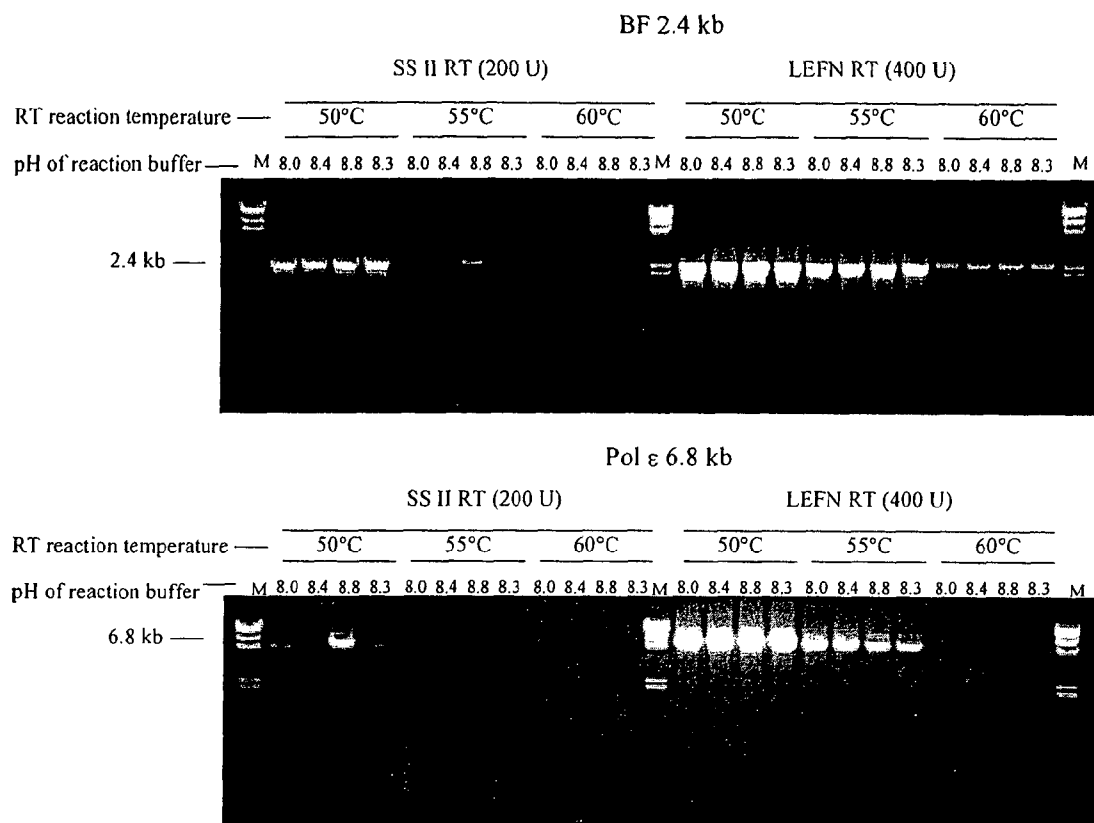 BF 2.4 kb
SS II RT (200 U) LEFN RT (400 U)
RT reaction temperature
50°C 55°C 60°C 50°C 55°C 60°C
pH of reaction buffer M 8.0 8.4 8.8 8.3 8.0 8.4 8.8 8.3 8.0 8.4 8.8 8.3 M 8.0 8.4 8.8 8.3 8.0 8.4 8.8 8.3 8.0 8.4 8.8 8.3 M
2.4 kb
Pol ε 6.8 kb
SS II RT (200 U) LEFN RT (400 U)
RT reaction temperature
50°C 55°C 60°C 50°C 55°C 60°C
pH of reaction buffer M 8.0 8.4 8.8 8.3 8.0 8.4 8.8 8.3 8.0 8.4 8.8 8.3 M 8.0 8.4 8.8 8.3 8.0 8.4 8.8 8.3 8.0 8.4 8.8 8.3 M
6.8 kb